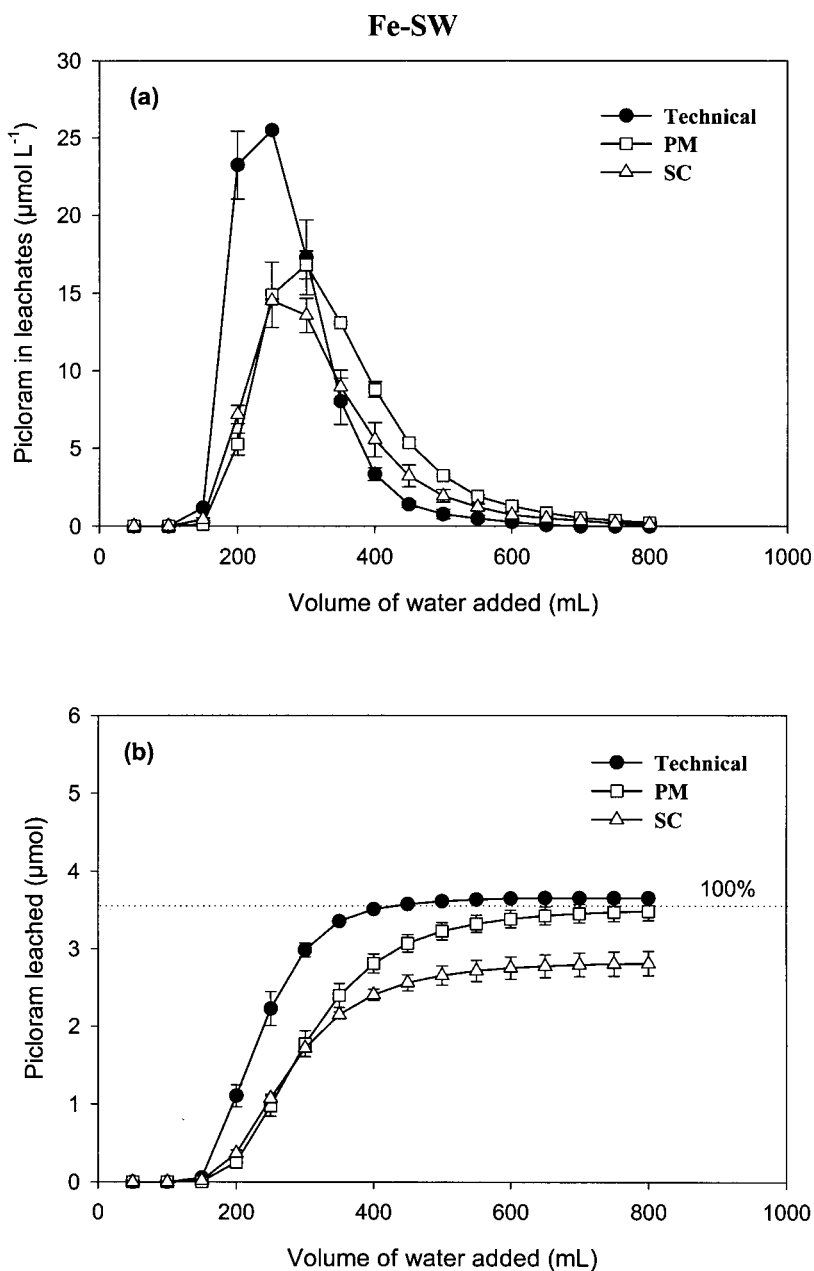 Fe-SW
(a)
Technical
PM
SC
30
25
20
15
10
5
0
Picloram in leachates (µmol L⁻¹)
0 200 400 600 800 1000
Volume of water added (mL)
(b)
Technical
PM
SC
100%
6
5
4
3
2
1
0
Picloram leached (µmol)
0 200 400 600 800 1000
Volume of water added (mL)